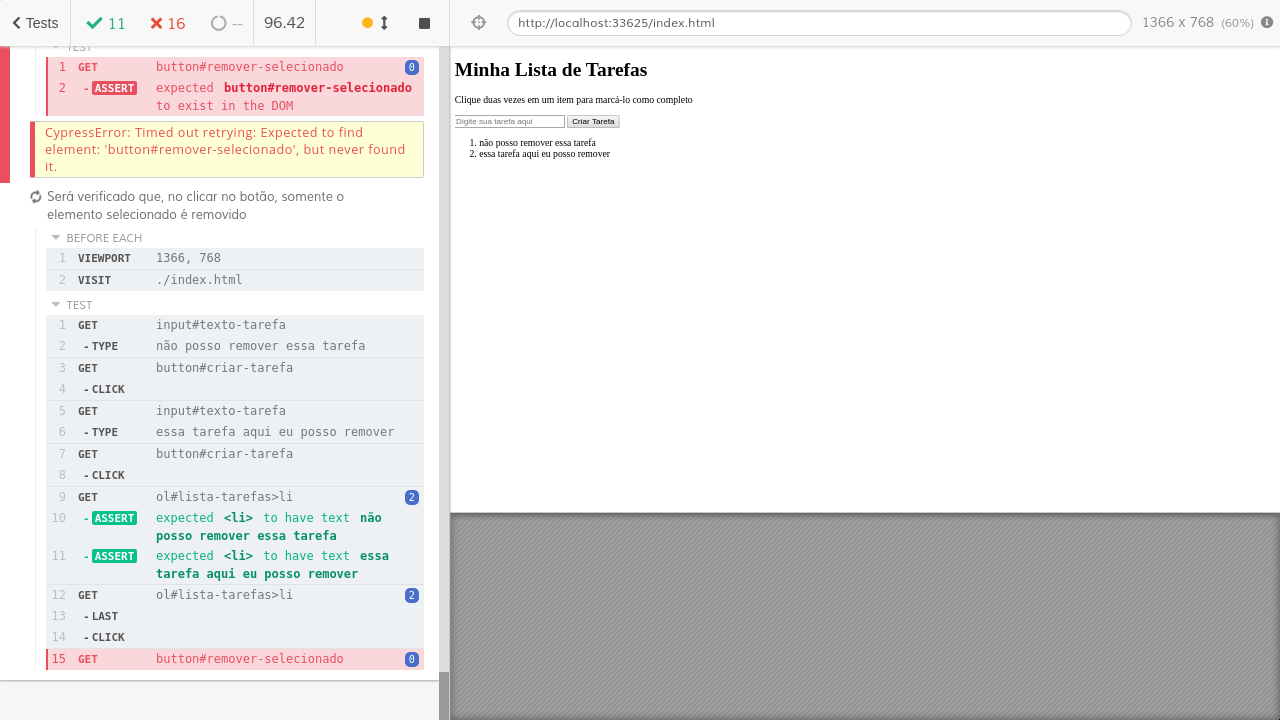 Tests
11
16
--
96.42
http://localhost:33625/index.html
1366 x 768 (60%)
TEST
1 GET button#remover-selecionado 0
2 - ASSERT expected button#remover-selecionado
to exist in the DOM
CypressError: Timed out retrying: Expected to find
element: 'button#remover-selecionado', but never found
it.
Será verificado que, no clicar no botão, somente o
elemento selecionado é removido
BEFORE EACH
1 VIEWPORT 1366, 768
2 VISIT ./index.html
TEST
1 GET input#texto-tarefa
2 - TYPE não posso remover essa tarefa
3 GET button#criar-tarefa
4 - CLICK
5 GET input#texto-tarefa
6 - TYPE essa tarefa aqui eu posso remover
7 GET button#criar-tarefa
8 - CLICK
9 GET ol#lista-tarefas>li 2
10 - ASSERT expected <li> to have text não
posso remover essa tarefa
11 - ASSERT expected <li> to have text essa
tarefa aqui eu posso remover
12 GET ol#lista-tarefas>li 2
13 - LAST
14 - CLICK
15 GET button#remover-selecionado 0
Minha Lista de Tarefas
Clique duas vezes em um item para marcá-lo como completo
Digite sua tarefa aqui Criar Tarefa
1. não posso remover essa tarefa
2. essa tarefa aqui eu posso remover